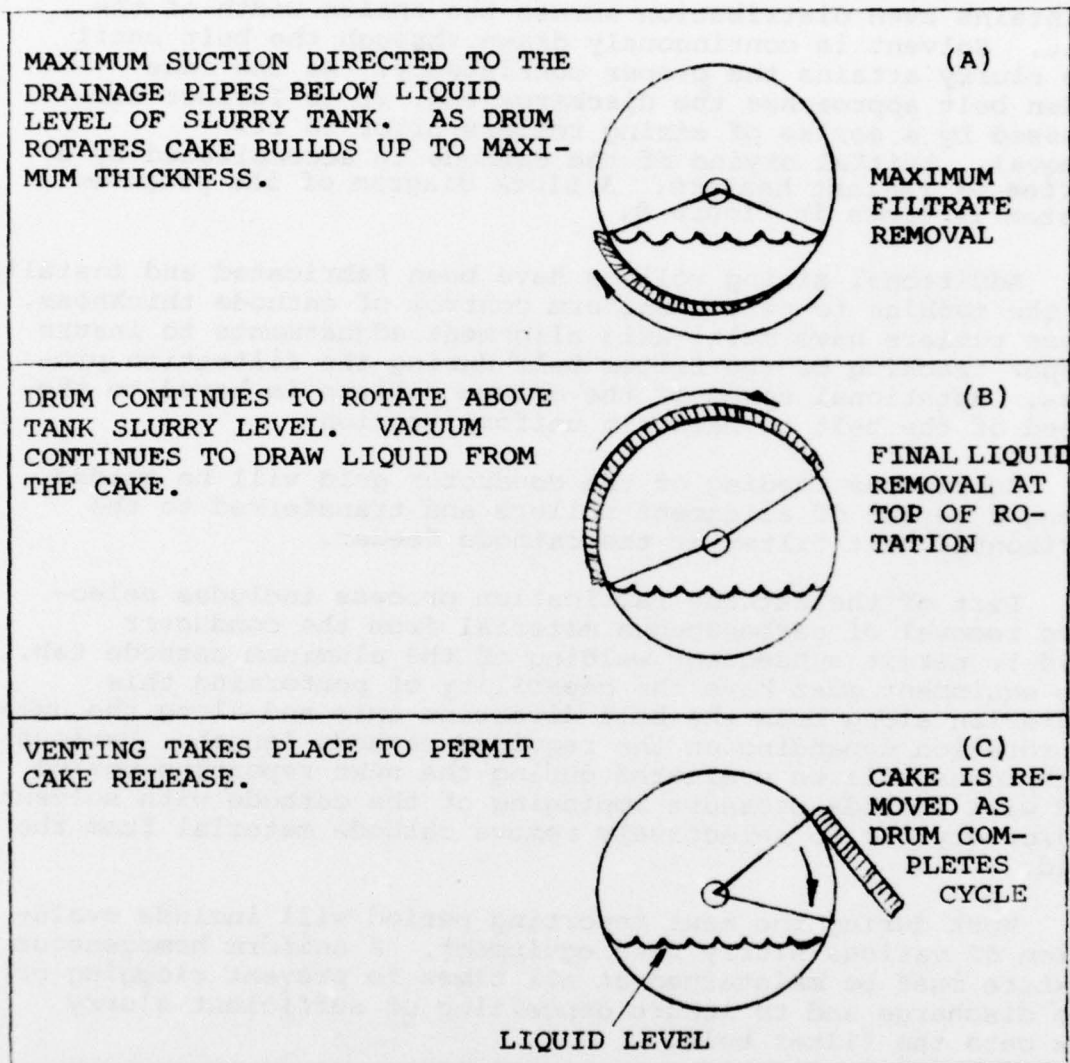 MAXIMUM SUCTION DIRECTED TO THE
DRAINAGE PIPES BELOW LIQUID
LEVEL OF SLURRY TANK. AS DRUM
ROTATES CAKE BUILDS UP TO MAXI-
MUM THICKNESS.
(A)
MAXIMUM
FILTRATE
REMOVAL
DRUM CONTINUES TO ROTATE ABOVE
TANK SLURRY LEVEL. VACUUM
CONTINUES TO DRAW LIQUID FROM
THE CAKE.
(B)
FINAL LIQUID
REMOVAL AT
TOP OF RO-
TATION
VENTING TAKES PLACE TO PERMIT
CAKE RELEASE.
(C)
CAKE IS RE-
MOVED AS
DRUM COM-
PLETES
CYCLE
LIQUID LEVEL